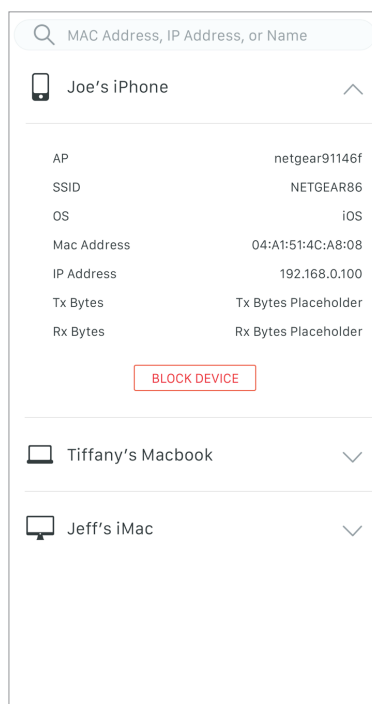 MAC Address, IP Address, or Name
Joe's iPhone
AP netgear91146f
SSID NETGEAR86
OS iOS
Mac Address 04:A1:51:4C:A8:08
IP Address 192.168.0.100
Tx Bytes Tx Bytes Placeholder
Rx Bytes Rx Bytes Placeholder
BLOCK DEVICE
Tiffany's Macbook
Jeff's iMac